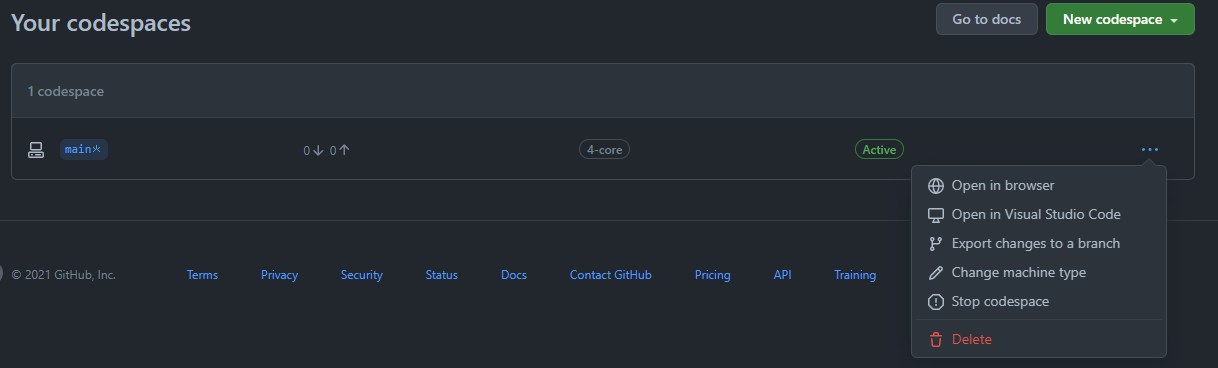 Your codespaces
Go to docs
New codespace
1 codespace
main*
0↓ 0↑
4-core
Active
...
Open in browser
Open in Visual Studio Code
Export changes to a branch
Change machine type
Stop codespace
Delete
© 2021 GitHub, Inc.
Terms
Privacy
Security
Status
Docs
Contact GitHub
Pricing
API
Training